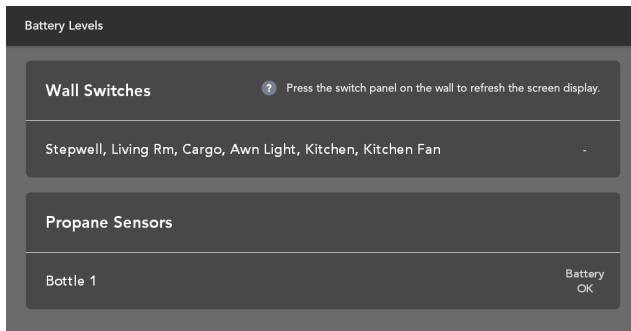 Battery Levels
Wall Switches
? Press the switch panel on the wall to refresh the screen display.
Stepwell, Living Rm, Cargo, Awn Light, Kitchen, Kitchen Fan
-
Propane Sensors
Bottle 1
Battery
OK